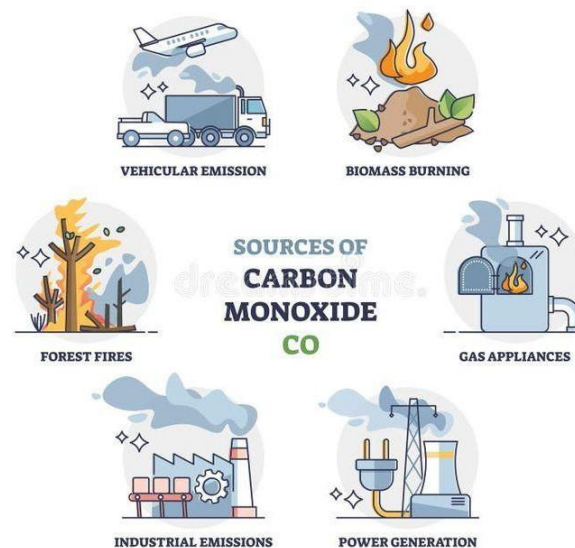 VEHICULAR EMISSION
BIOMASS BURNING
SOURCES OF
CARBON
MONOXIDE
CO
FOREST FIRES
GAS APPLIANCES
INDUSTRIAL EMISSIONS
POWER GENERATION